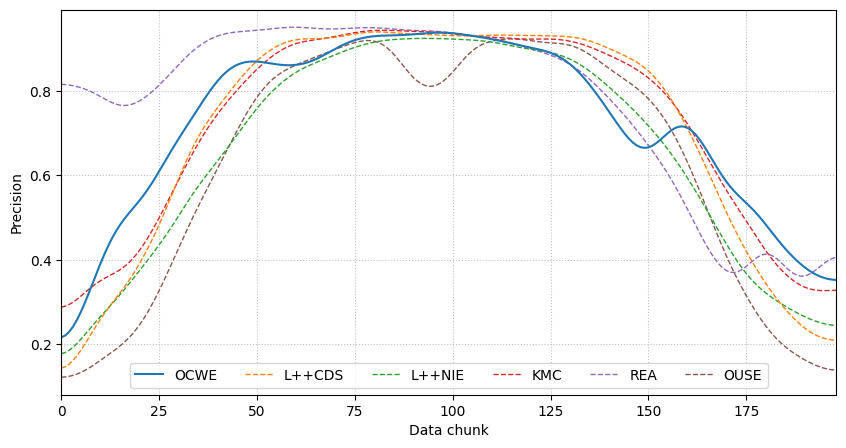 Precision
0.8
0.6
0.4
0.2
OCWE L++CDS L++NIE KMC REA OUSE
0 25 50 75 100 125 150 175
Data chunk